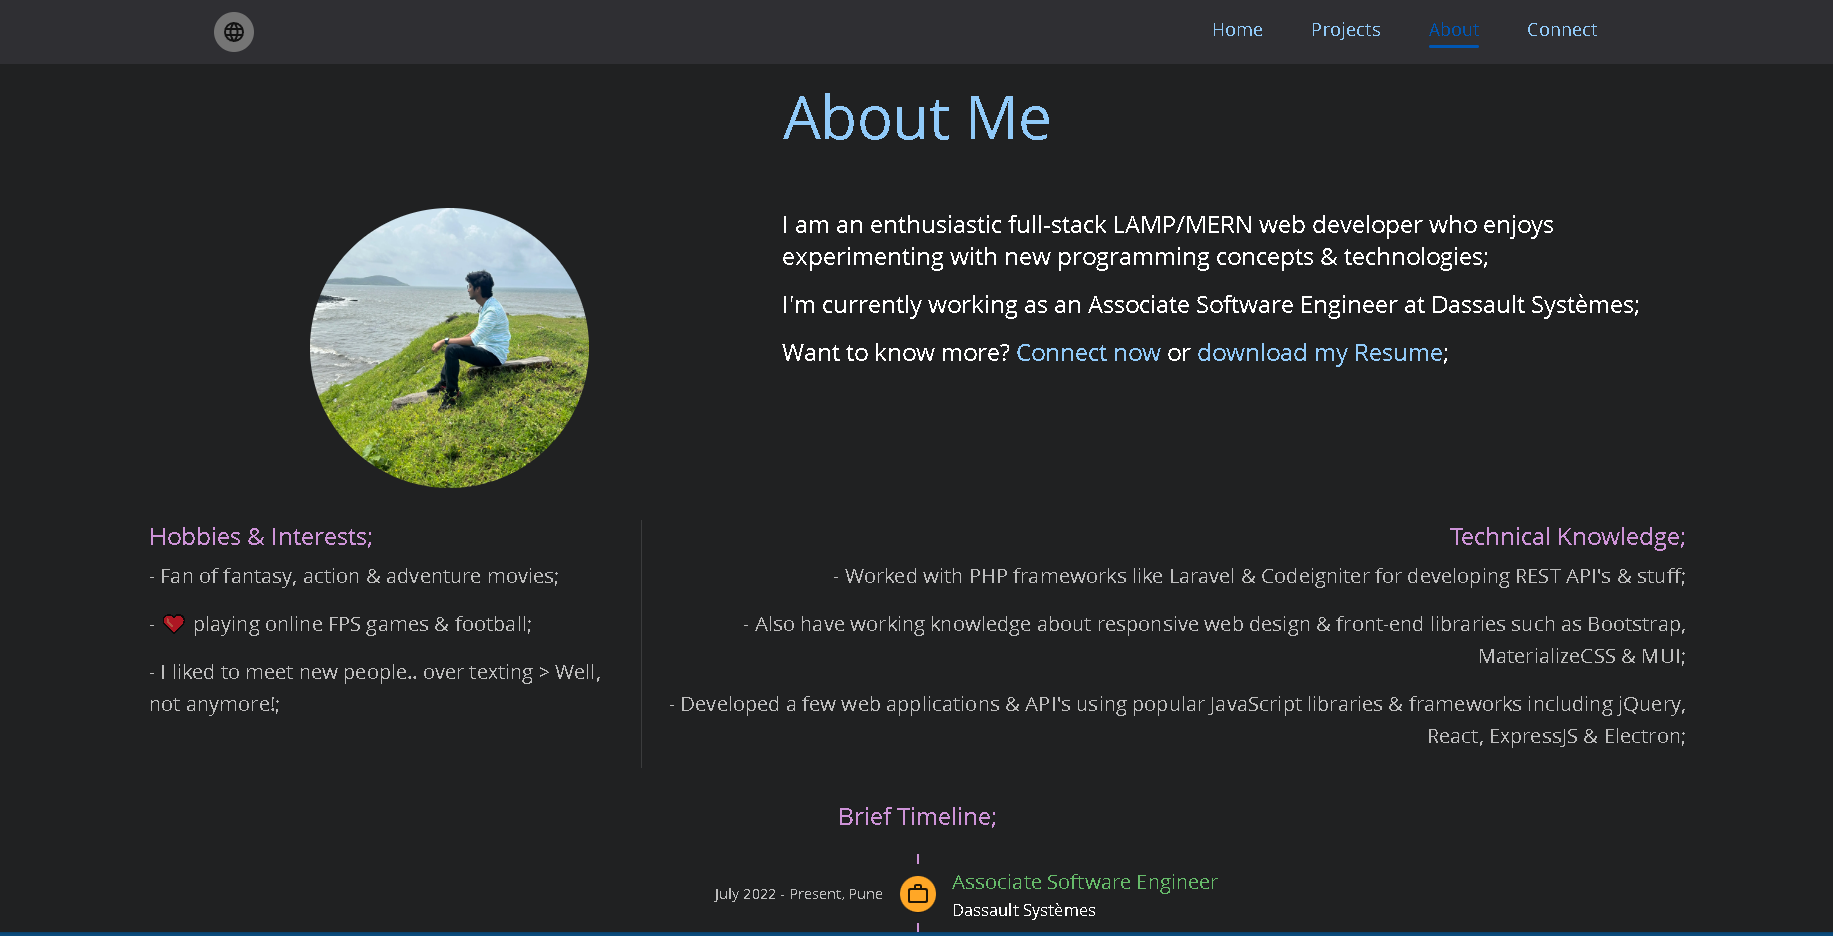 Home Projects About Connect
About Me
I am an enthusiastic full-stack LAMP/MERN web developer who enjoys
experimenting with new programming concepts & technologies;
I'm currently working as an Associate Software Engineer at Dassault Systèmes;
Want to know more? Connect now or download my Resume;
Hobbies & Interests;
- Fan of fantasy, action & adventure movies;
- ❤ playing online FPS games & football;
- I liked to meet new people.. over texting > Well,
not anymore!;
Technical Knowledge;
- Worked with PHP frameworks like Laravel & Codeigniter for developing REST API's & stuff;
- Also have working knowledge about responsive web design & front-end libraries such as Bootstrap,
MaterializeCSS & MUI;
- Developed a few web applications & API's using popular JavaScript libraries & frameworks including jQuery,
React, ExpressJS & Electron;
Brief Timeline;
July 2022 - Present, Pune
Associate Software Engineer
Dassault Systèmes